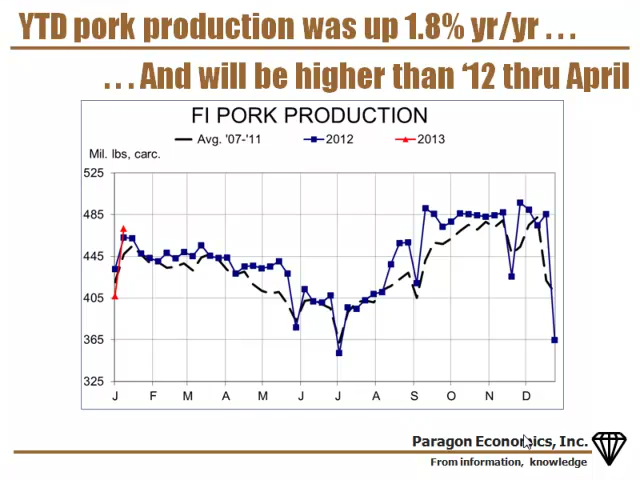 YTD pork production was up 1.8% yr/yr . . .
. . . And will be higher than ‘12 thru April
FI PORK PRODUCTION
Avg. '07-'11 2012 2013
Mil. lbs, carc.
525
485
445
405
365
325
J F M A M J J A S O N D
Paragon Economics, Inc.
From information, knowledge